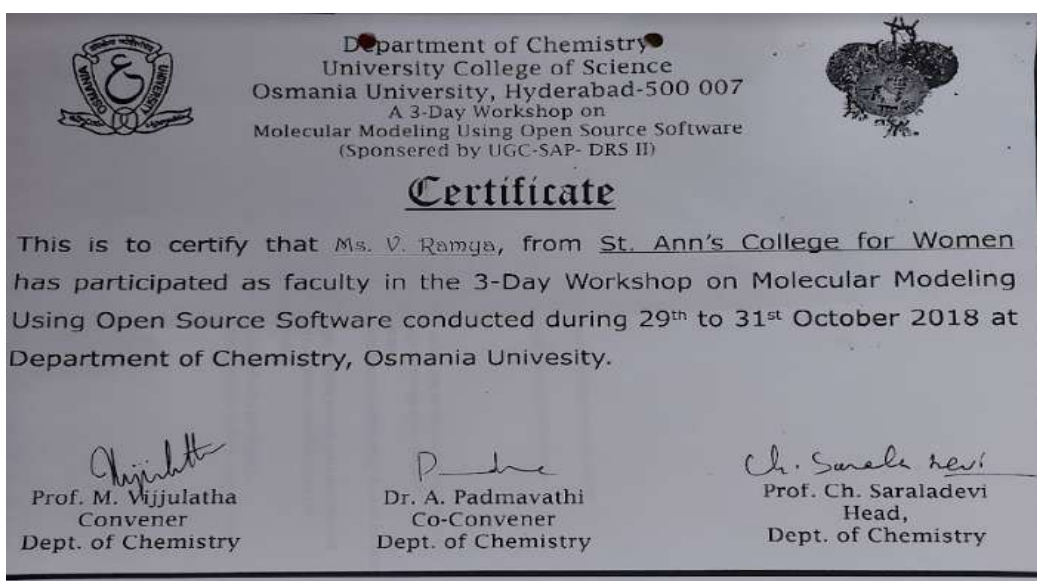 Department of Chemistry
University College of Science
Osmania University, Hyderabad-500 007
A 3-Day Workshop on
Molecular Modeling Using Open Source Software
(Sponsered by UGC-SAP- DRS II)
Certificate
This is to certify that Ms. V. Ramya, from St. Ann's College for Women
has participated as faculty in the 3-Day Workshop on Molecular Modeling
Using Open Source Software conducted during 29th to 31st October 2018 at
Department of Chemistry, Osmania Univesity.
Ch. Sarala Devi
Prof. M. Vijjulatha
Convener
Dept. of Chemistry
Dr. A. Padmavathi
Co-Convener
Dept. of Chemistry
Prof. Ch. Saraladevi
Head,
Dept. of Chemistry